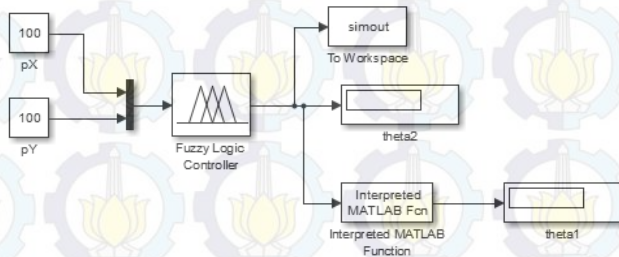 100
pX
100
pY
Fuzzy Logic
Controller
simout
To Workspace
theta2
Interpreted
MATLAB Fcn
Interpreted MATLAB
Function
theta1